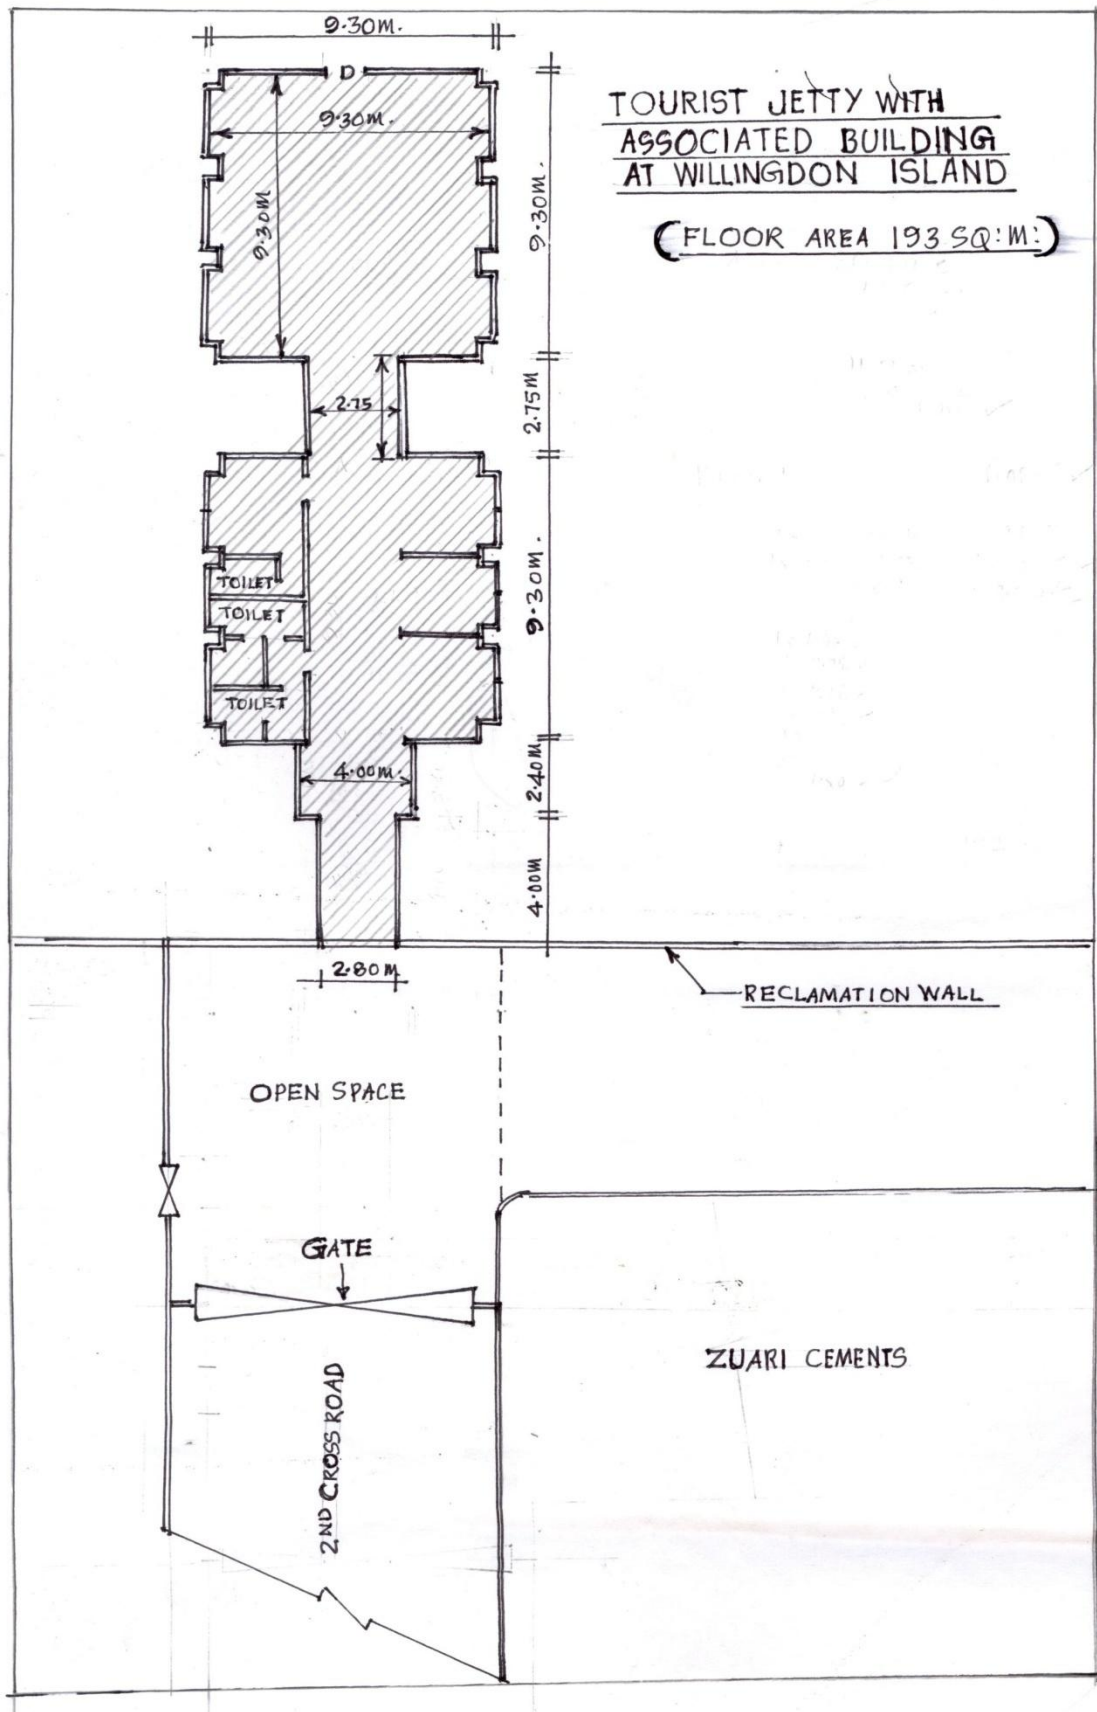 9.30M.
D
9.30M.
9.30M
TOURIST JETTY WITH
ASSOCIATED BUILDING
AT WILLINGDON ISLAND
(FLOOR AREA 193 SQ:M:)
9.30M.
2.75
2.75M
9.30M.
TOILET
TOILET
TOILET
4.00M.
2.40M
4.00M
2.80M
RECLAMATION WALL
OPEN SPACE
GATE
ZUARI CEMENTS
2ND CROSS ROAD